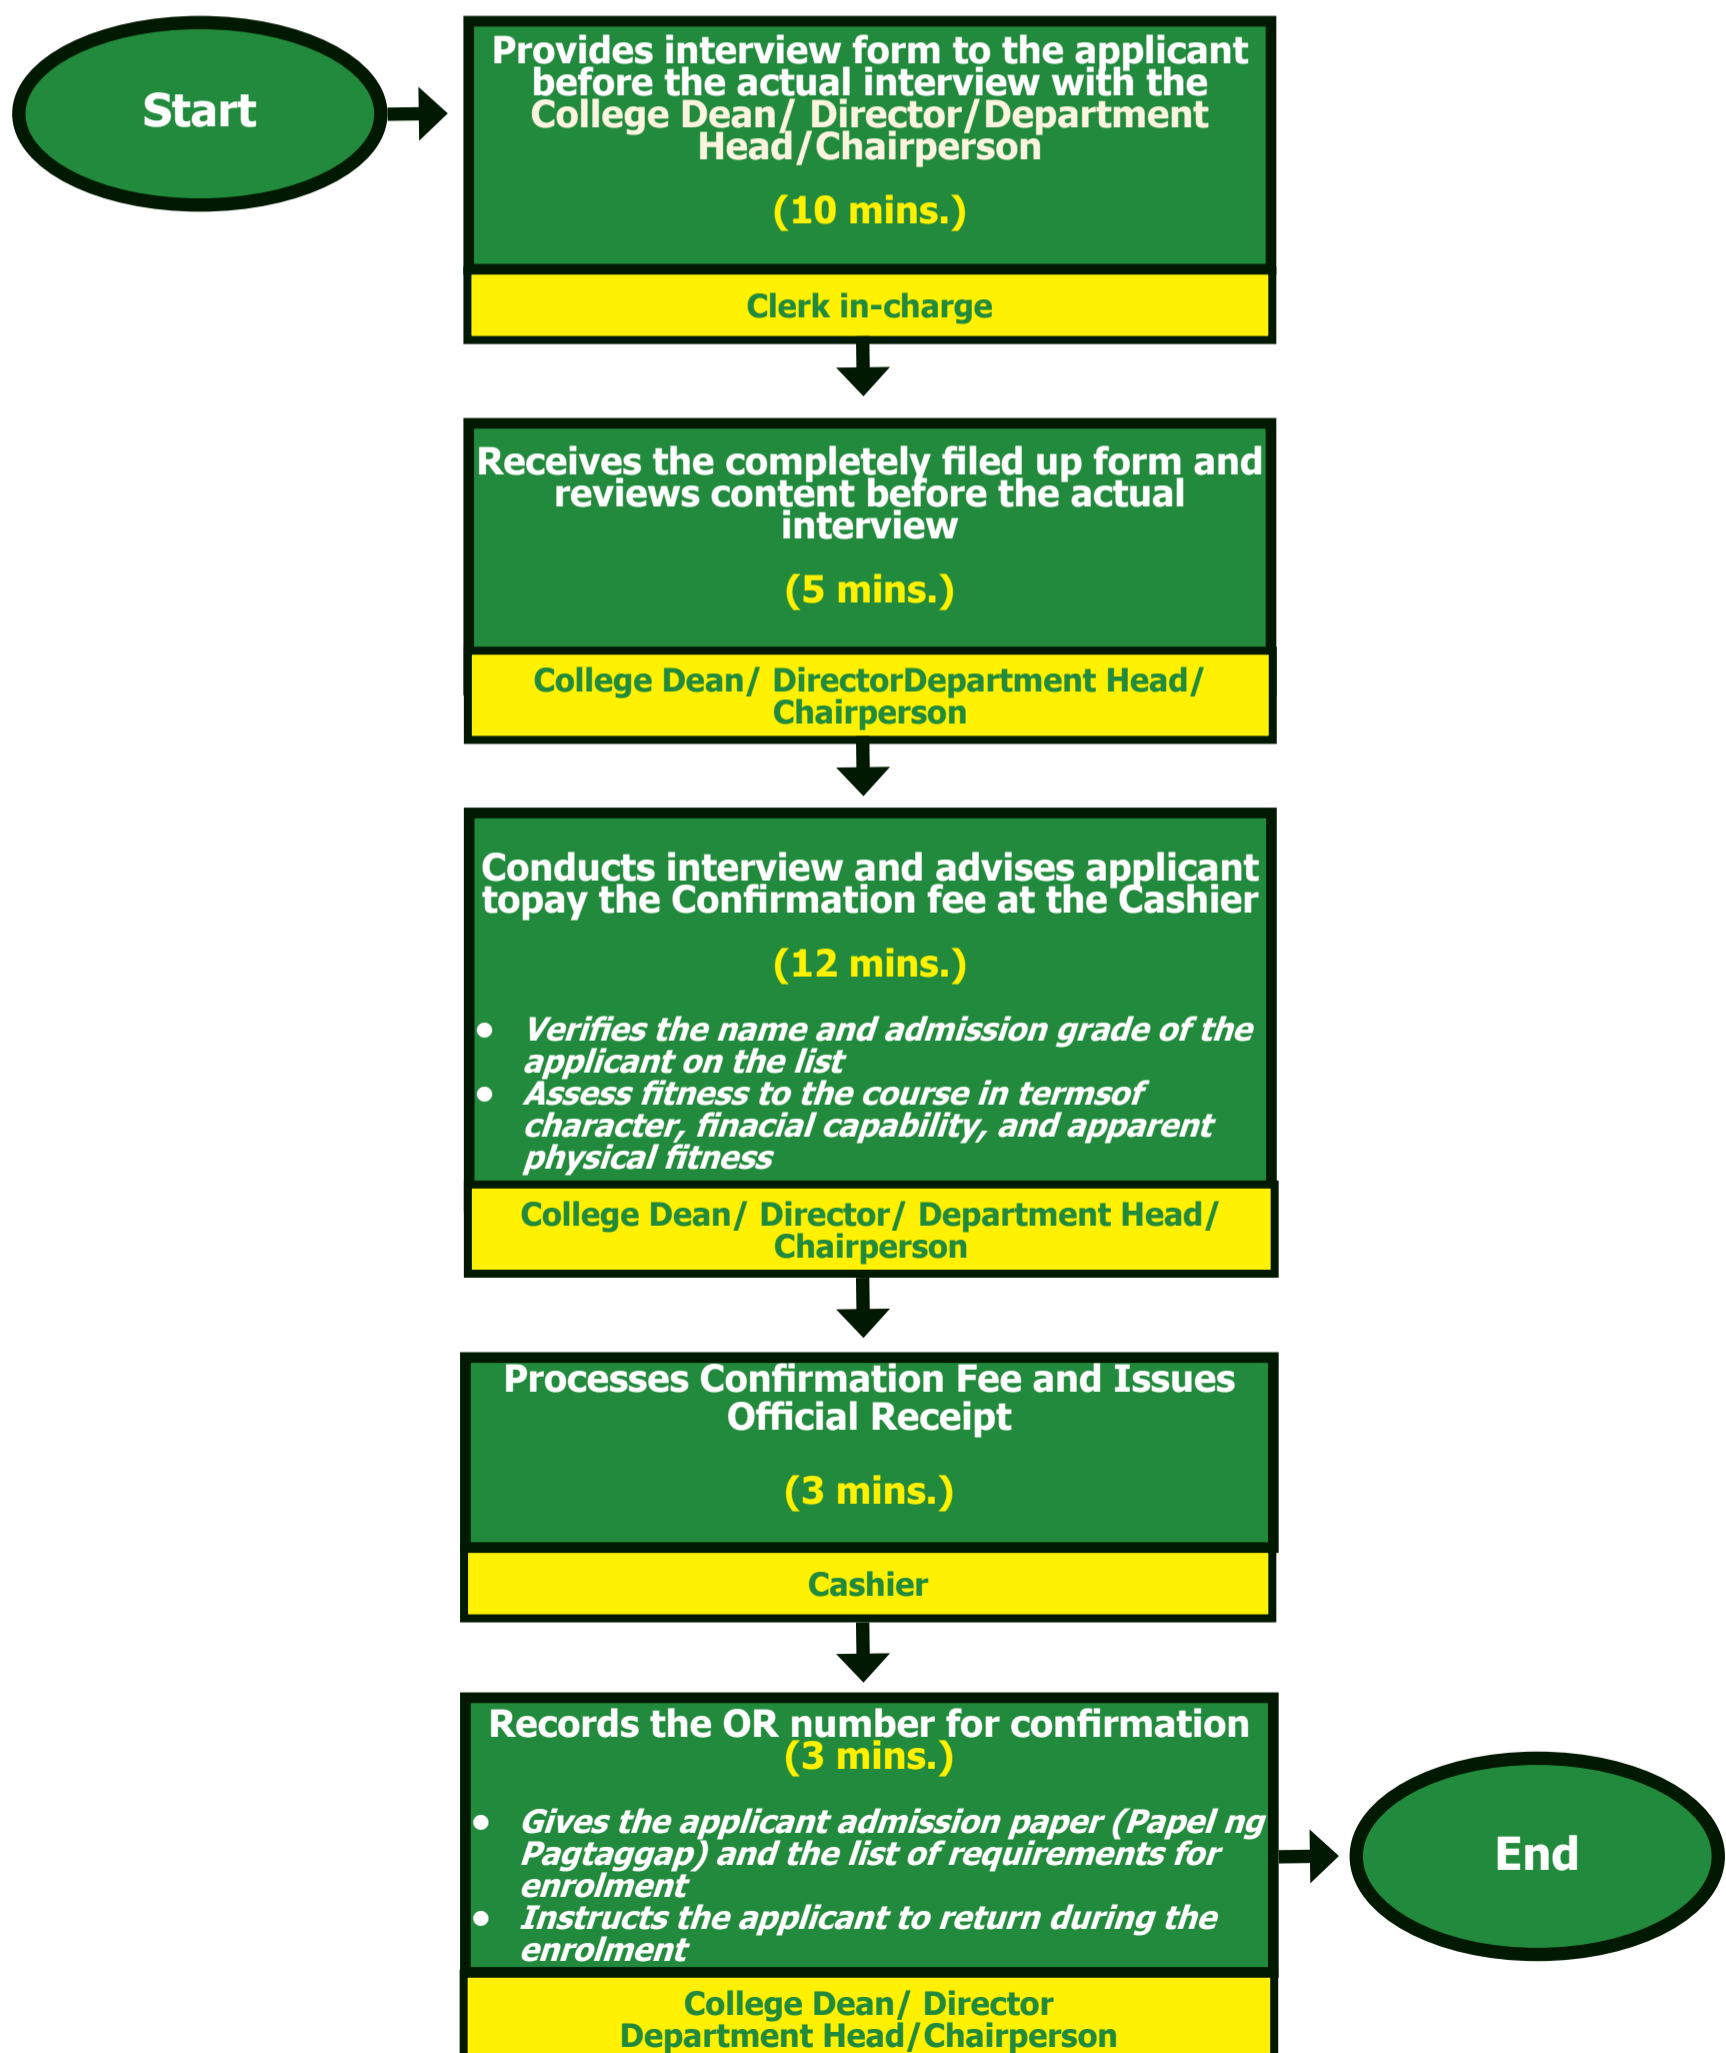 Start
Provides interview form to the applicant
before the actual interview with the
College Dean/ Director/Department
Head/Chairperson
(10 mins.)
Clerk in-charge
Receives the completely filed up form and
reviews content before the actual
interview
(5 mins.)
College Dean/ DirectorDepartment Head/
Chairperson
Conducts interview and advises applicant
topay the Confirmation fee at the Cashier
(12 mins.)
● Verifies the name and admission grade of the
applicant on the list
● Assess fitness to the course in termsof
character, finacial capability, and apparent
physical fitness
College Dean/ Director/ Department Head/
Chairperson
Processes Confirmation Fee and Issues
Official Receipt
(3 mins.)
Cashier
Records the OR number for confirmation
(3 mins.)
● Gives the applicant admission paper (Papel ng
Pagtaggap) and the list of requirements for
enrolment
● Instructs the applicant to return during the
enrolment
College Dean/ Director
Department Head/Chairperson
End